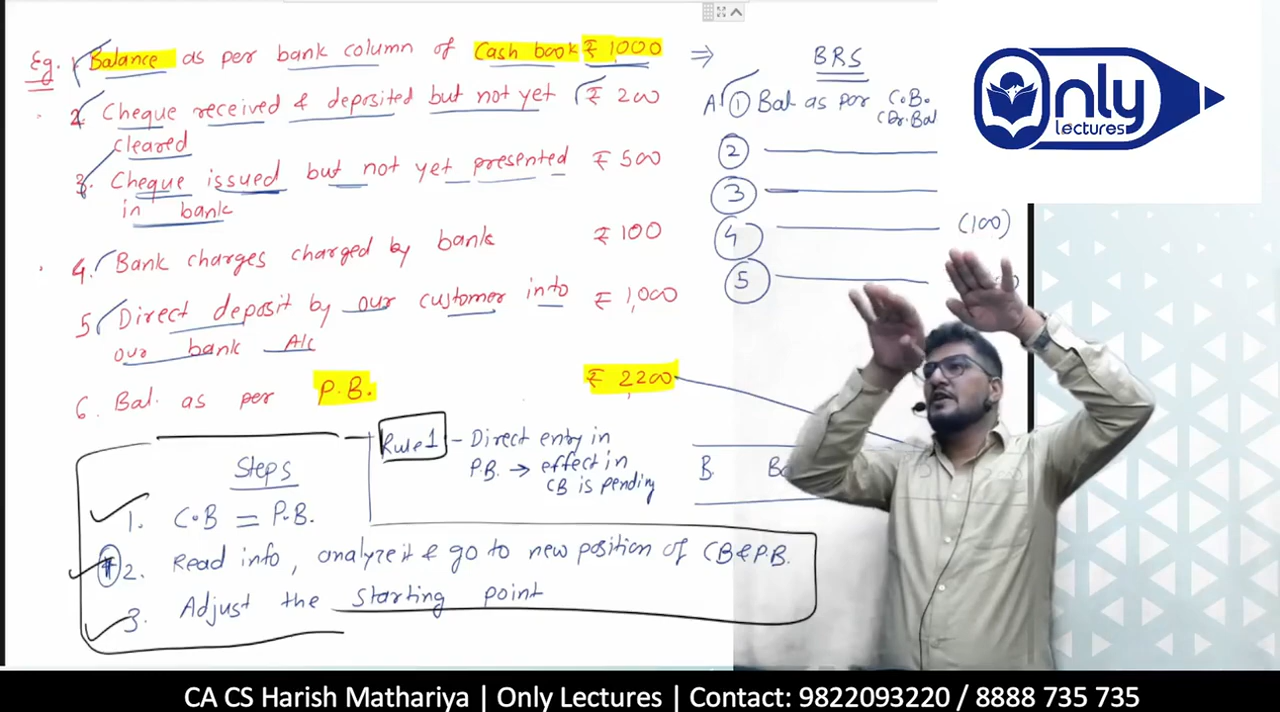 Eg. 1. Balance as per bank column of Cash book ₹ 1000 ⇒
2. Cheque received & deposited but not yet ₹ 200
cleared
3. Cheque issued but not yet presented ₹ 500
in bank
4. Bank charges charged by bank ₹ 100
5. Direct deposit by our customer into ₹ 1,000
our bank A/c
6. Bal. as per P.B. ₹ 2200
Steps
1. C.B = P.B.
2. Read info, analyze it & go to new position of CB & P.B.
3. Adjust the starting point
Rule 1 - Direct entry in
P.B. → effect in
CB is pending
BRS
A 1 Bal as per C.B.
(Dr. Bal
2
3
4 (100)
5
B
Only
lectures
CA CS Harish Mathariya | Only Lectures | Contact: 9822093220 / 8888 735 735